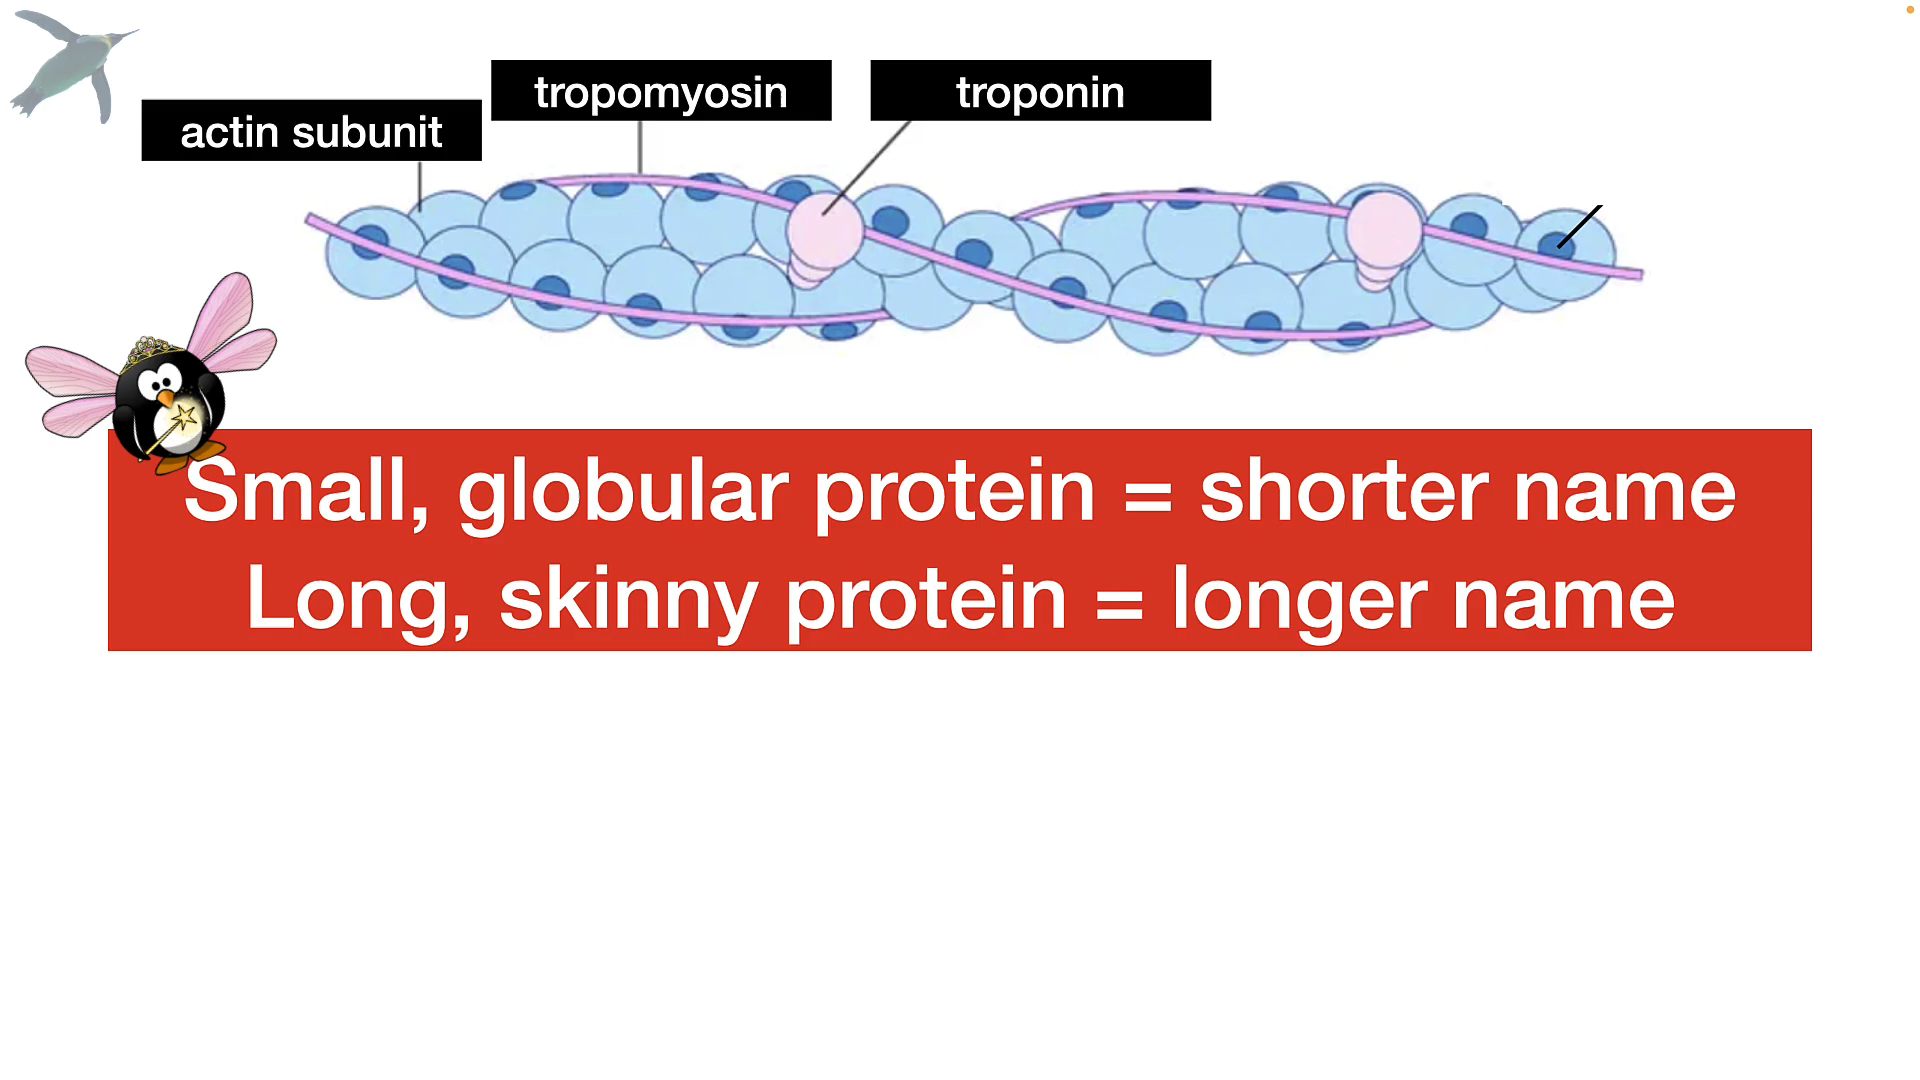 actin subunit
tropomyosin
troponin
Small, globular protein = shorter name
Long, skinny protein = longer name